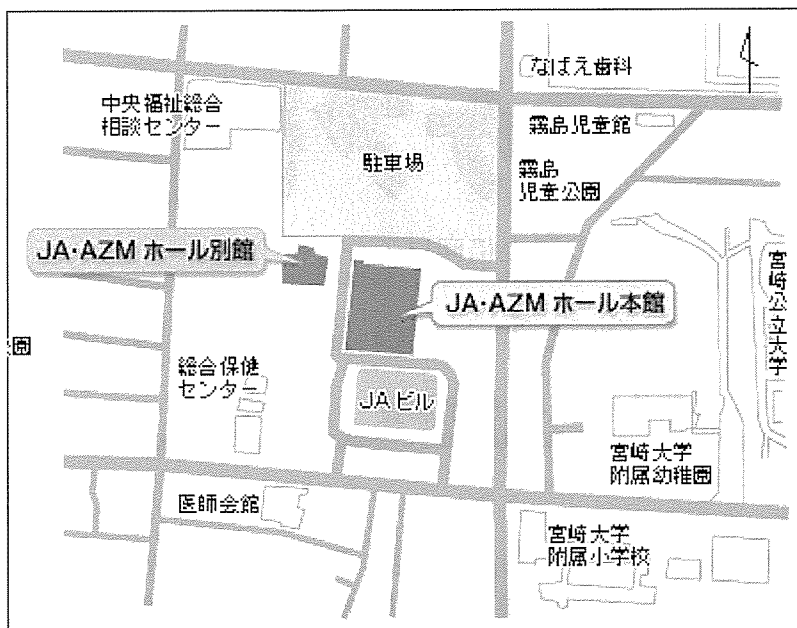 なばえ歯科
中央福祉総合
相談センター
霧島児童館
駐車場
霧島
児童公園
JA・AZM ホール別館
宮崎公立大学
JA・AZM ホール本館
園
総合保健
センター
JAビル
宮崎大学
附属幼稚園
医師会館
宮崎大学
附属小学校